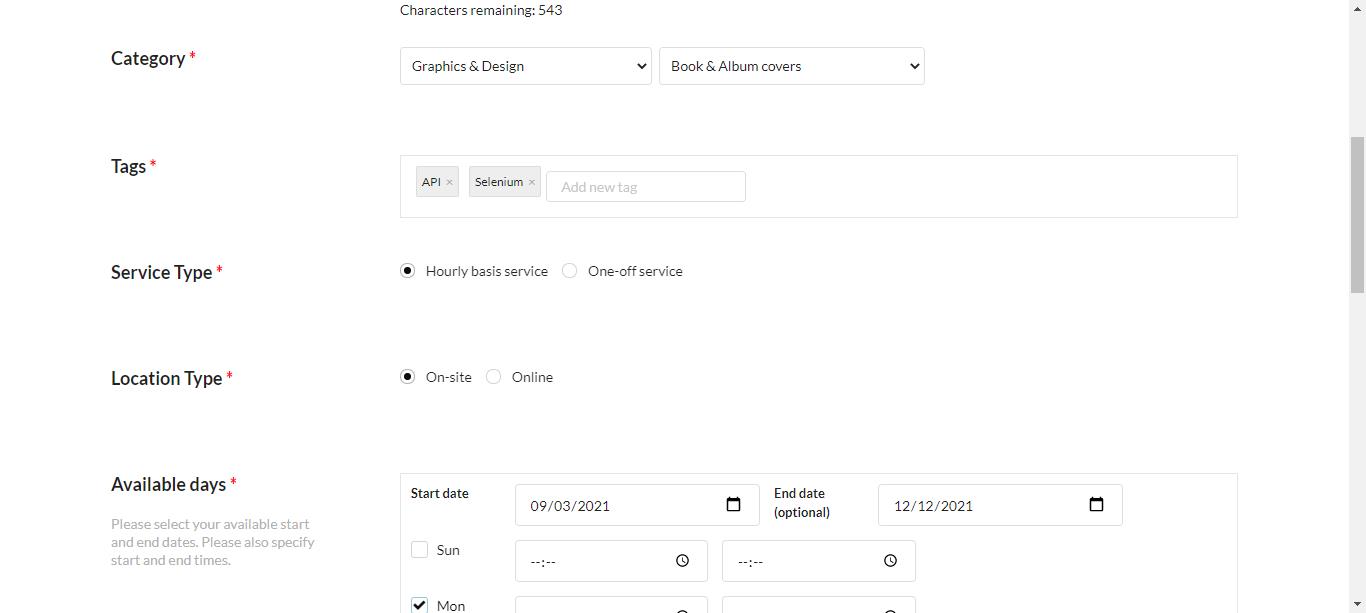 Characters remaining: 543
Category *
Graphics & Design
Book & Album covers
Tags *
API ×
Selenium ×
Add new tag
Service Type *
Hourly basis service
One-off service
Location Type *
On-site
Online
Available days *
Please select your available start
and end dates. Please also specify
start and end times.
Start date
09/03/2021
End date
(optional)
12/12/2021
Sun
--:--
--:--
Mon